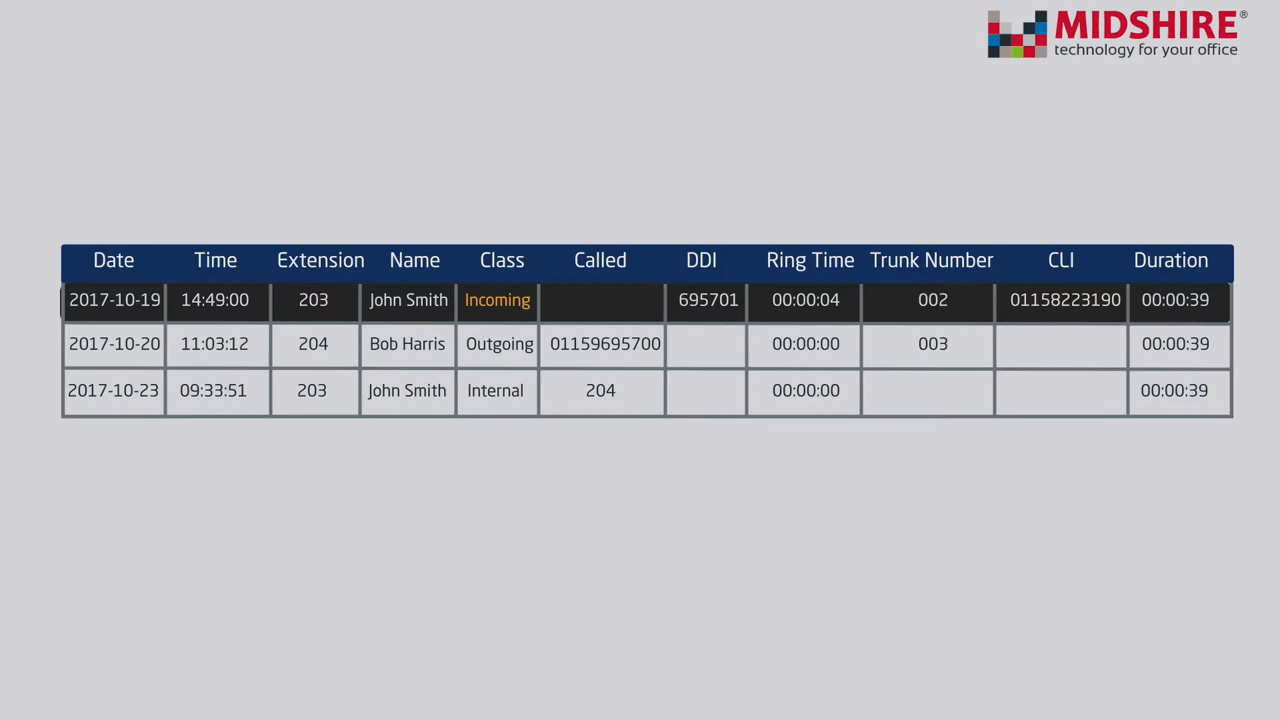 MIDSHIRE®
technology for your office
Date Time Extension Name Class Called DDI Ring Time Trunk Number CLI Duration
2017-10-19 14:49:00 203 John Smith Incoming 695701 00:00:04 002 01158223190 00:00:39
2017-10-20 11:03:12 204 Bob Harris Outgoing 01159695700 00:00:00 003 00:00:39
2017-10-23 09:33:51 203 John Smith Internal 204 00:00:00 00:00:39